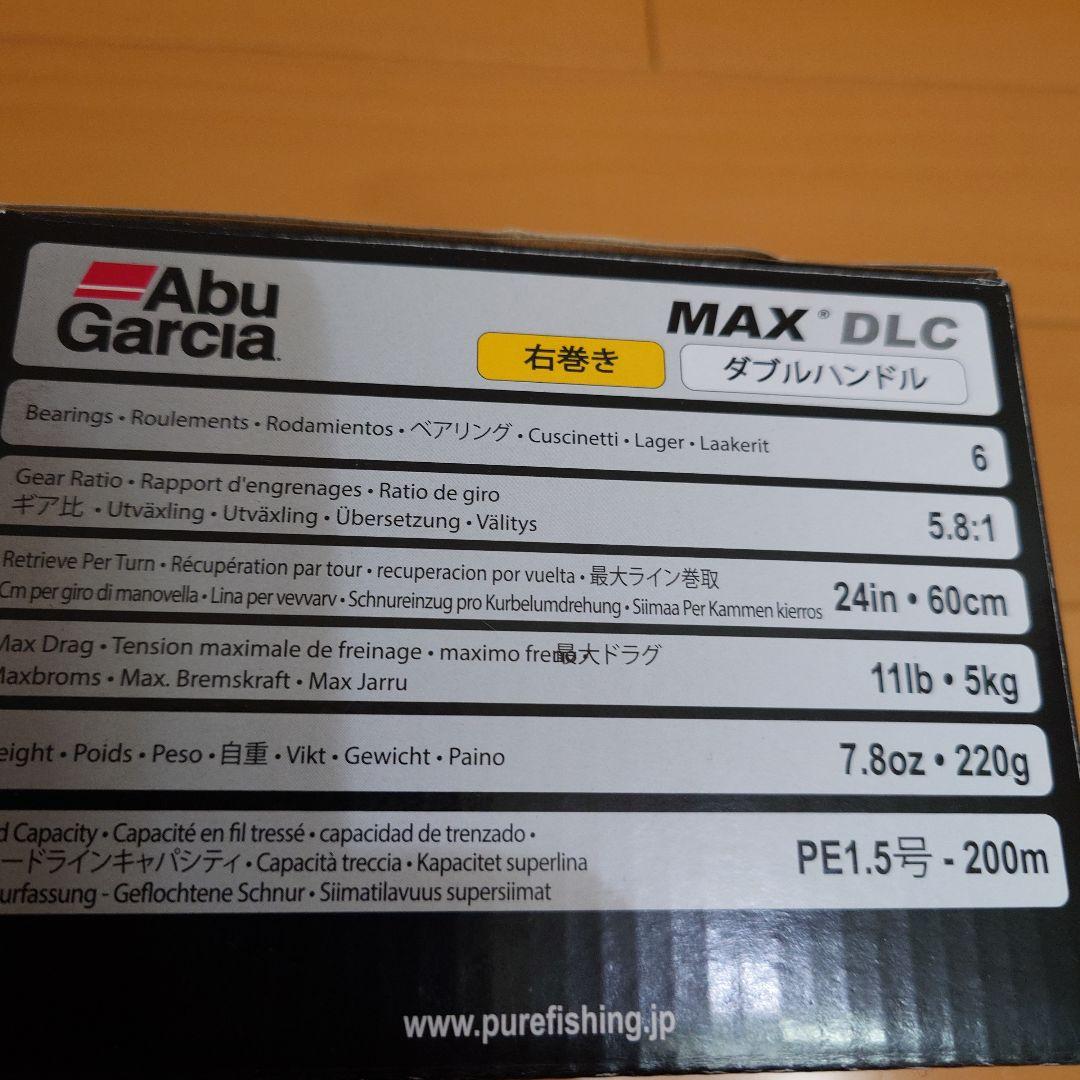 Abu
Garcia
MAX® DLC
右巻き
ダブルハンドル
Bearings • Roulements • Rodamientos • ベアリング • Cuscinetti • Lager • Laakerit
6
Gear Ratio • Rapport d'engrenages • Ratio de giro
ギア比 • Utväxling • Utväxling • Übersetzung • Välitys
5.8:1
Retrieve Per Turn • Récupération par tour • recuperacion por vuelta • 最大ライン巻取
Cm per giro di manovella • Lina per vevvarv • Schnureinzug pro Kurbelumdrehung • Siimaa Per Kammen kierros
24in • 60cm
Max Drag • Tension maximale de freinage • maximo freno • 最大ドラグ
Maxbroms • Max. Bremskraft • Max Jarru
11lb • 5kg
eight • Poids • Peso • 自重 • Vikt • Gewicht • Paino
7.8oz • 220g
d Capacity • Capacité en fil tressé • capacidad de trenzado •
ードラインキャパシティ • Capacità treccia • Kapacitet superlina
urfassung - Geflochtene Schnur • Siimatilavuus supersiimat
PE1.5号 - 200m
www.purefishing.jp